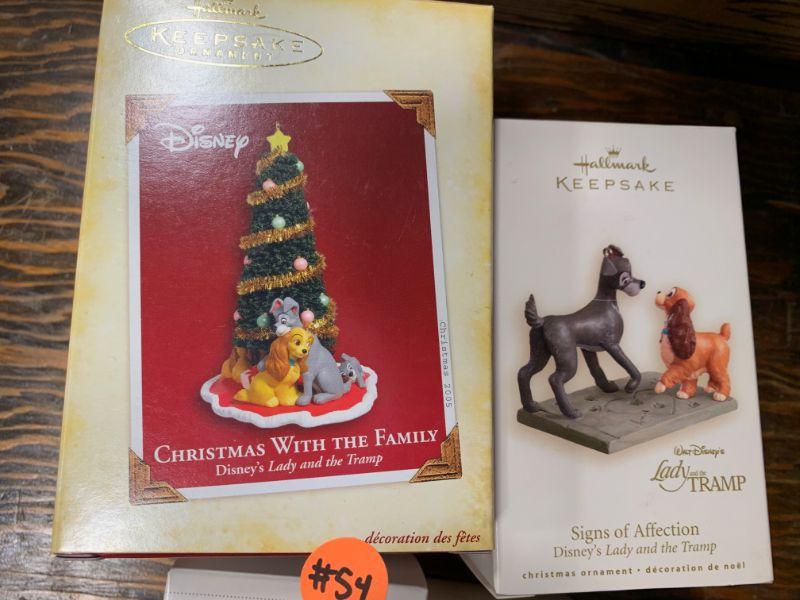 Hallmark
KEEPSAKE
ORNAMENT
Disney
Christmas 2005
CHRISTMAS WITH THE FAMILY
Disney's Lady and the Tramp
décoration des fêtes
#54
Hallmark
KEEPSAKE
WALT DISNEY'S
Lady and the
TRAMP
Signs of Affection
Disney's Lady and the Tramp
christmas ornament • décoration de noël